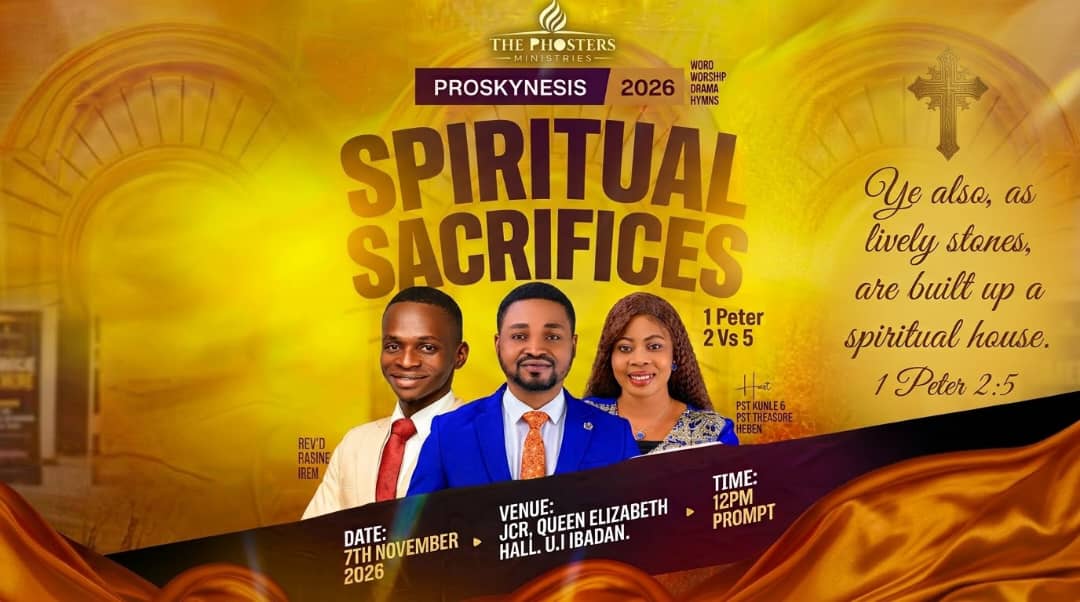 THE PHOSTERS
MINISTRIES
PROSKYNESIS
2026
WORD
WORSHIP
DRAMA
HYMNS
SPIRITUAL
SACRIFICES
1 Peter
2 Vs 5
Host
PST KUNLE &
PST TREASORE
HEBEN
REV'D
RASINE
IREM
Ye also, as
lively stones,
are built up a
spiritual house.
1 Peter 2:5
DATE:
7TH NOVEMBER
2026
VENUE:
JCR, QUEEN ELIZABETH
HALL. U.I IBADAN.
TIME:
12PM
PROMPT